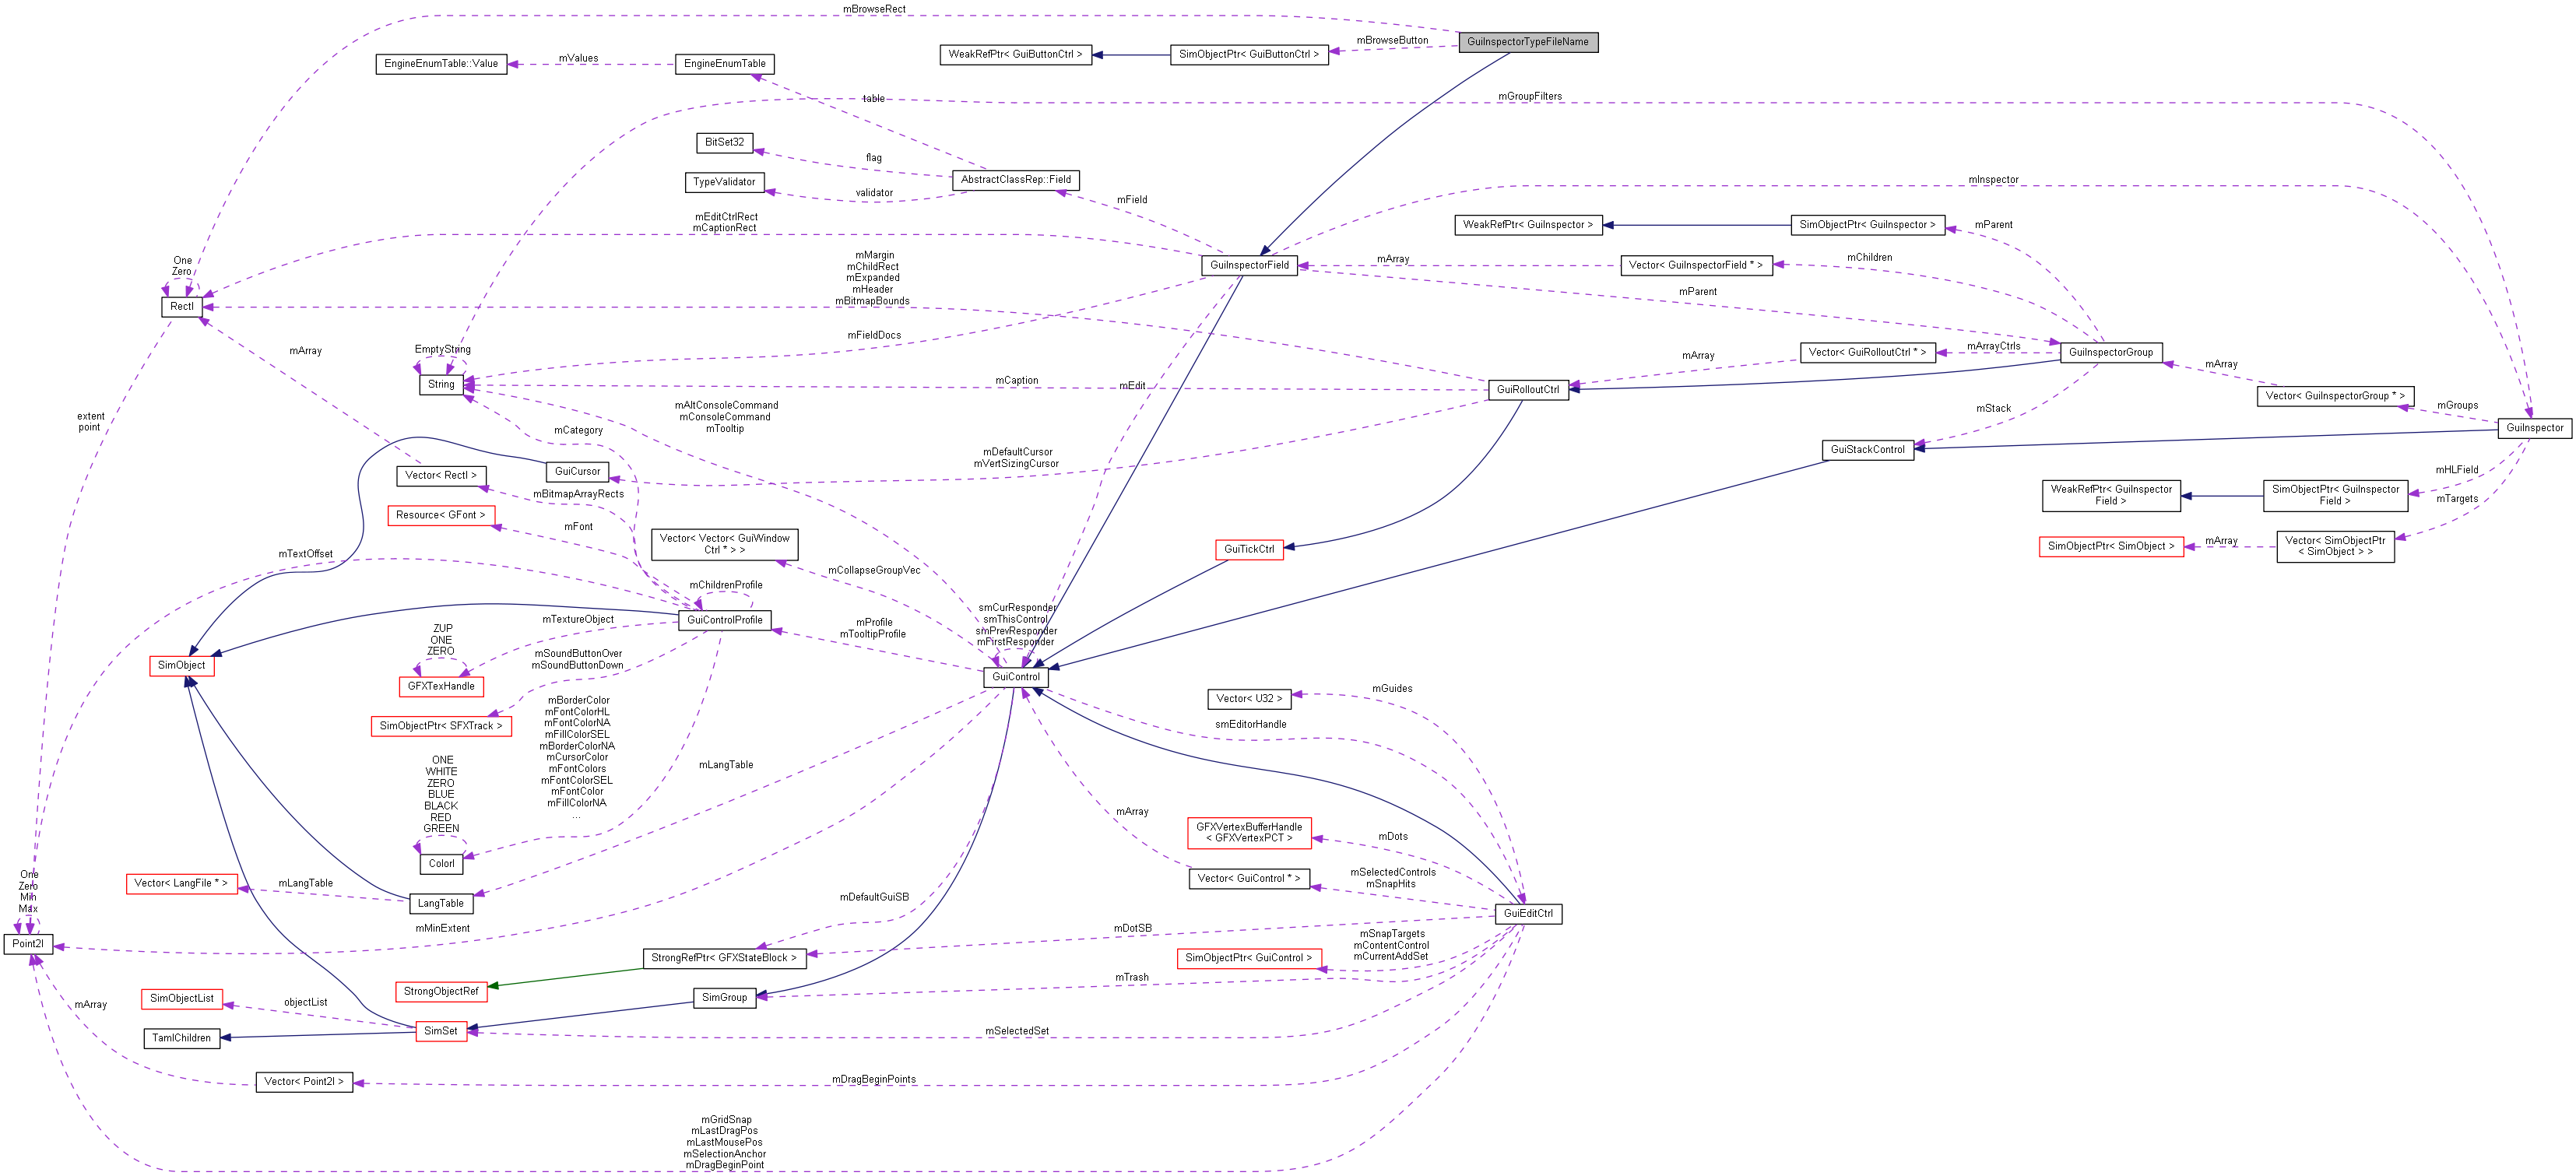 mBrowseRect
GuiInspectorTypeFileName
mBrowseButton
WeakRefPtr< GuiButtonCtrl >
SimObjectPtr< GuiButtonCtrl >
EngineEnumTable::Value
mValues
EngineEnumTable
table
mGroupFilters
BitSet32
flag
TypeValidator
validator
AbstractClassRep::Field
mField
mInspector
mEditCtrlRect
mCaptionRect
WeakRefPtr< GuiInspector >
SimObjectPtr< GuiInspector >
mParent
One
Zero
mMargin
mChildRect
mExpanded
mHeader
mBitmapBounds
GuiInspectorField
mArray
Vector< GuiInspectorField * >
mChildren
RectI
mParent
mFieldDocs
mArray
EmptyString
String
mCaption
mEdit
GuiRolloutCtrl
mArray
Vector< GuiRolloutCtrl * >
mArrayCtrls
GuiInspectorGroup
mArray
Vector< GuiInspectorGroup * >
mGroups
GuiInspector
extent
point
mAltConsoleCommand
mConsoleCommand
mTooltip
mCategory
mStack
GuiStackControl
mDefaultCursor
mVertSizingCursor
GuiCursor
Vector< RectI >
mBitmapArrayRects
mHLField
WeakRefPtr< GuiInspector
Field >
SimObjectPtr< GuiInspector
Field >
mTargets
Resource< GFont >
mFont
Vector< Vector< GuiWindow
Ctrl * > >
mCollapseGroupVec
GuiTickCtrl
SimObjectPtr< SimObject >
mArray
Vector< SimObjectPtr
< SimObject > >
mTextOffset
mChildrenProfile
GuiControlProfile
mTextureObject
mProfile
mTooltipProfile
smCurResponder
smThisControl
smPrevResponder
mFirstResponder
GuiControl
ZUP
ONE
ZERO
GFXTexHandle
SimObject
mSoundButtonOver
mSoundButtonDown
SimObjectPtr< SFXTrack >
Vector< U32 >
mGuides
smEditorHandle
mBorderColor
mFontColorHL
mFontColorNA
mFillColorSEL
mBorderColorNA
mCursorColor
mFontColors
mFontColorSEL
mFontColor
mFillColorNA
...
mLangTable
ONE
WHITE
ZERO
BLUE
BLACK
RED
GREEN
ColorI
mArray
GFXVertexBufferHandle
< GFXVertexPCT >
mDots
Vector< GuiControl * >
mSelectedControls
mSnapHits
Vector< LangFile * >
mLangTable
LangTable
mDefaultGuiSB
GuiEditCtrl
One
Zero
Min
Max
Point2I
mMinExtent
mDotSB
StrongRefPtr< GFXStateBlock >
SimObjectPtr< GuiControl >
mSnapTargets
mContentControl
mCurrentAddSet
mTrash
StrongObjectRef
SimGroup
SimObjectList
objectList
mArray
SimSet
mSelectedSet
TamlChildren
Vector< Point2I >
mDragBeginPoints
mGridSnap
mLastDragPos
mLastMousePos
mSelectionAnchor
mDragBeginPoint